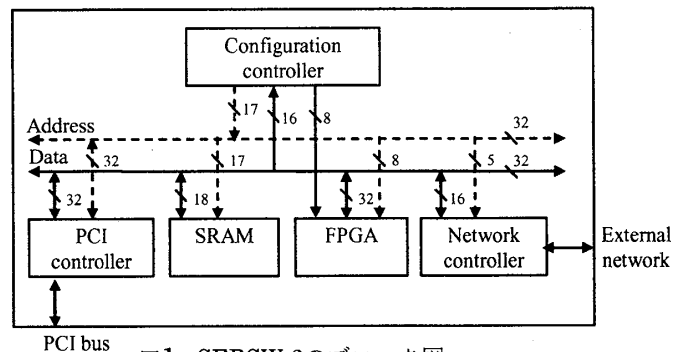 Configuration
controller
17
16
8
Address
32
Data
32
17
8
5
32
32
18
32
16
PCI
controller
SRAM
FPGA
Network
controller
External
network
PCI bus